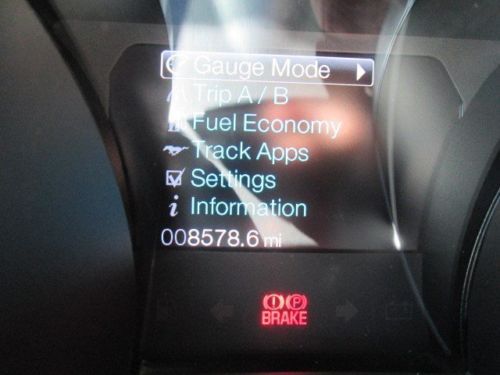 Gauge Mode
Trip A / B
Fuel Economy
Track Apps
Settings
i Information
008578.6 mi
BRAKE